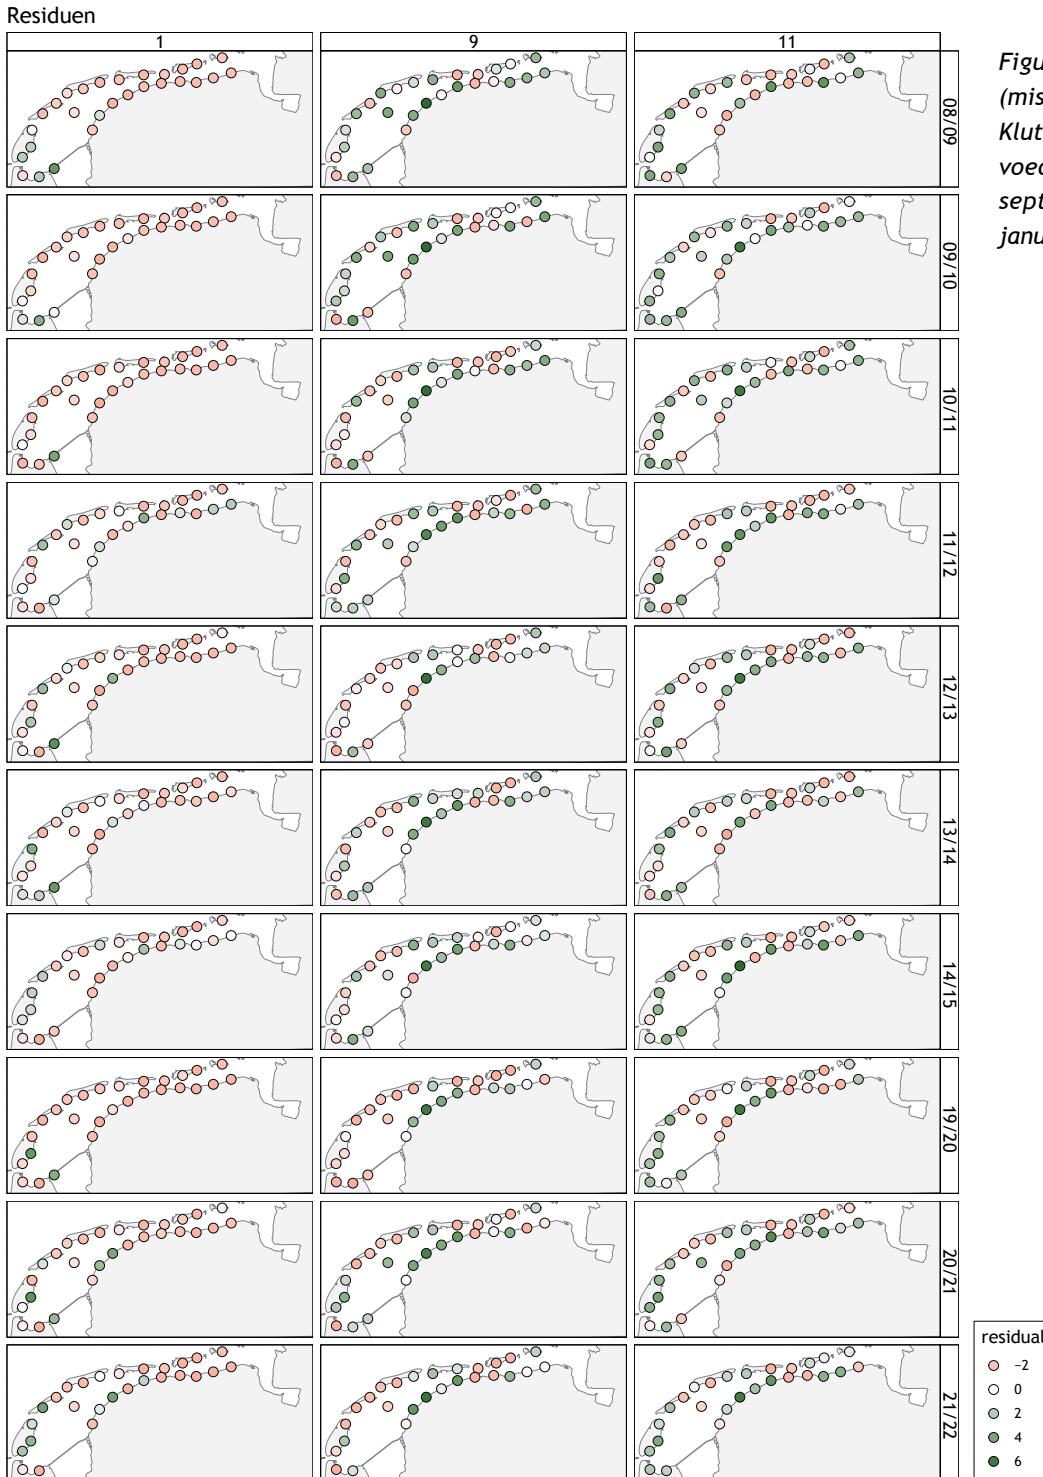 Residuen
1 9 11
08/09
09/10
10/11
11/12
12/13
13/14
14/15
19/20
20/21
21/22
Figu
(mis
Klut
voed
sept
janu
residual
−2
0
2
4
6